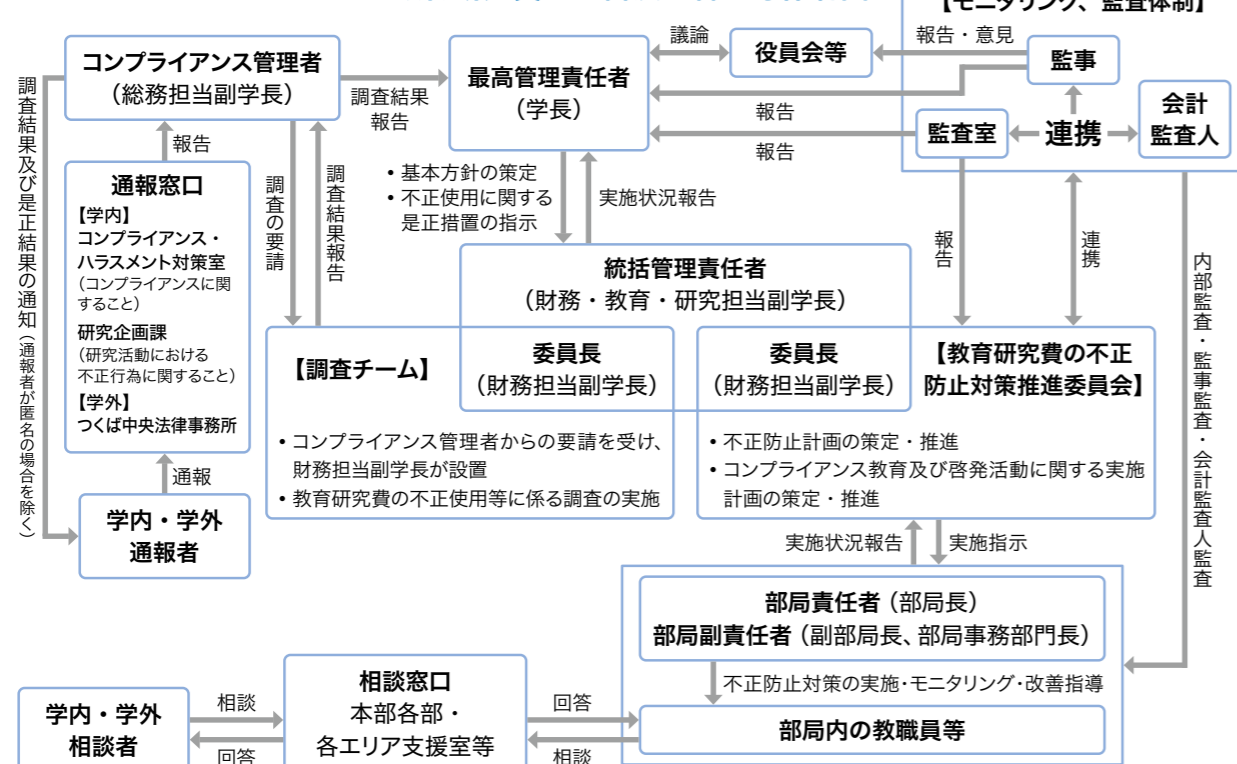 【モニタリング、監査体制】
コンプライアンス管理者
（総務担当副学長）
調査結果
報告
最高管理責任者
（学長）
議論
役員会等
報告・意見
監事
報告
監査室
連携
会計
監査人
報告
調査結果及び是正結果の通知（通報者が匿名の場合を除く）
報告
通報窓口
【学内】
コンプライアンス・
ハラスメント対策室
（コンプライアンスに関
すること）
研究企画課
（研究活動における
不正行為に関すること）
【学外】
つくば中央法律事務所
通報
学内・学外
通報者
調査の要請
調査結果報告
• 基本方針の策定
• 不正使用に関する
是正措置の指示
実施状況報告
報告
連携
内部監査・監事監査・会計監査人監査
統括管理責任者
（財務・教育・研究担当副学長）
【調査チーム】
委員長
（財務担当副学長）
• コンプライアンス管理者からの要請を受け、
財務担当副学長が設置
• 教育研究費の不正使用等に係る調査の実施
委員長
（財務担当副学長）
【教育研究費の不正
防止対策推進委員会】
• 不正防止計画の策定・推進
• コンプライアンス教育及び啓発活動に関する実施
計画の策定・推進
実施状況報告
実施指示
部局責任者（部局長）
部局副責任者（副部局長、部局事務部門長）
不正防止対策の実施・モニタリング・改善指導
部局内の教職員等
学内・学外
相談者
相談
回答
相談窓口
本部各部・
各エリア支援室等
回答
相談